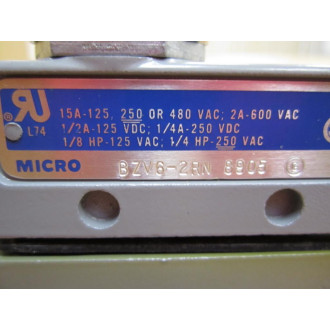 L74
15A-125, 250 OR 480 VAC; 2A-600 VAC
1/2A-125 VDC; 1/4A-250 VDC
1/8 HP-125 VAC; 1/4 HP-250 VAC
MICRO BZV6-2RN 8905